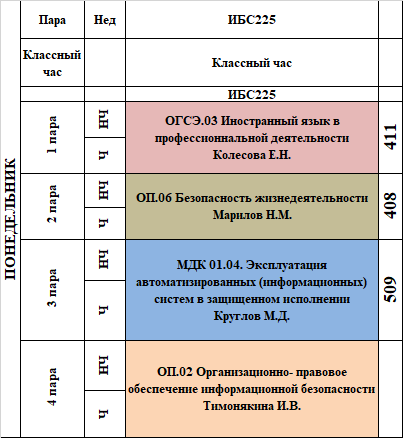 Пара Нед ИБС225
Классный час Классный час
ИБС225
ПОНЕДЕЛЬНИК
1 пара
НЧ
Ч
ОГСЭ.03 Иностранный язык в
профессиональной деятельности
Колесова Е.Н.
411
2 пара
НЧ
Ч
ОП.06 Безопасность жизнедеятельности
Марилов Н.М.
408
3 пара
НЧ
Ч
МДК 01.04. Эксплуатация
автоматизированных (информационных)
систем в защищенном исполнении
Круглов М.Д.
509
4 пара
НЧ
Ч
ОП.02 Организационно- правовое
обеспечение информационной безопасности
Тимонякина И.В.